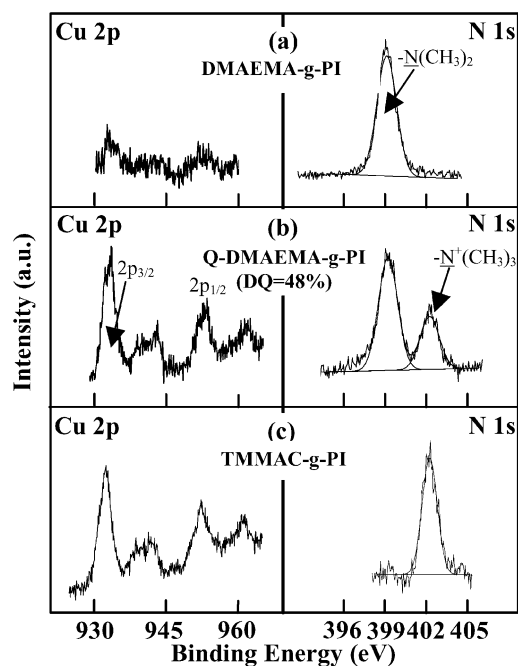 Cu 2p (a) N 1s
DMAEMA-g-PI
-N(CH₃)₂
Cu 2p (b) N 1s
Q-DMAEMA-g-PI
(DQ=48%)
2p₃/₂
2p₁/₂
-N⁺(CH₃)₃
Cu 2p (c) N 1s
TMMAC-g-PI
Intensity (a.u.)
930 945 960 396 399 402 405
Binding Energy (eV)